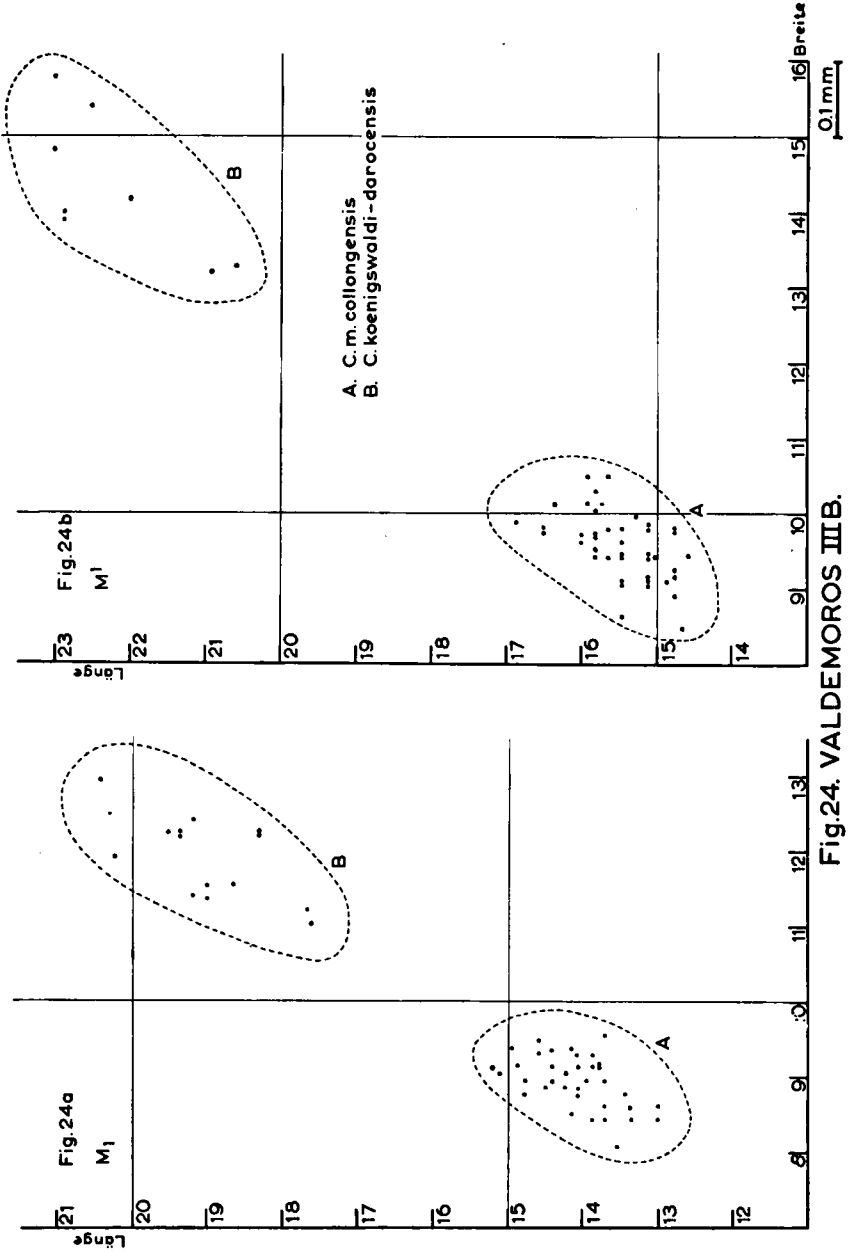 Fig.24a
M1
Länge
21
20
19
18
17
16
15
14
13
12
8
9
10
11
12
13
A
B
Fig.24b
M1
Länge
23
22
21
20
19
18
17
16
15
14
9
10
11
12
13
14
15
16
Breite
A
B
A. C.m.collongensis
B. C.koenigswaldi-darocensis
0.1mm
Fig.24. VALDEMOROS III B.